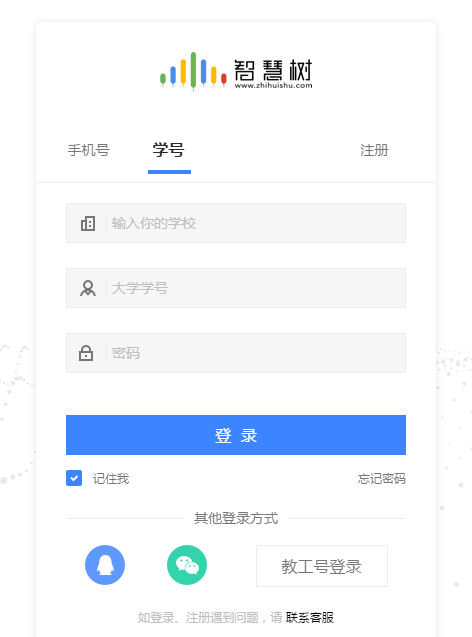 智慧树
www.zhihuishu.com
手机号 学号 注册
输入你的学校
大学学号
密码
登 录
记住我 忘记密码
其他登录方式
教工号登录
如登录、注册遇到问题，请 联系客服